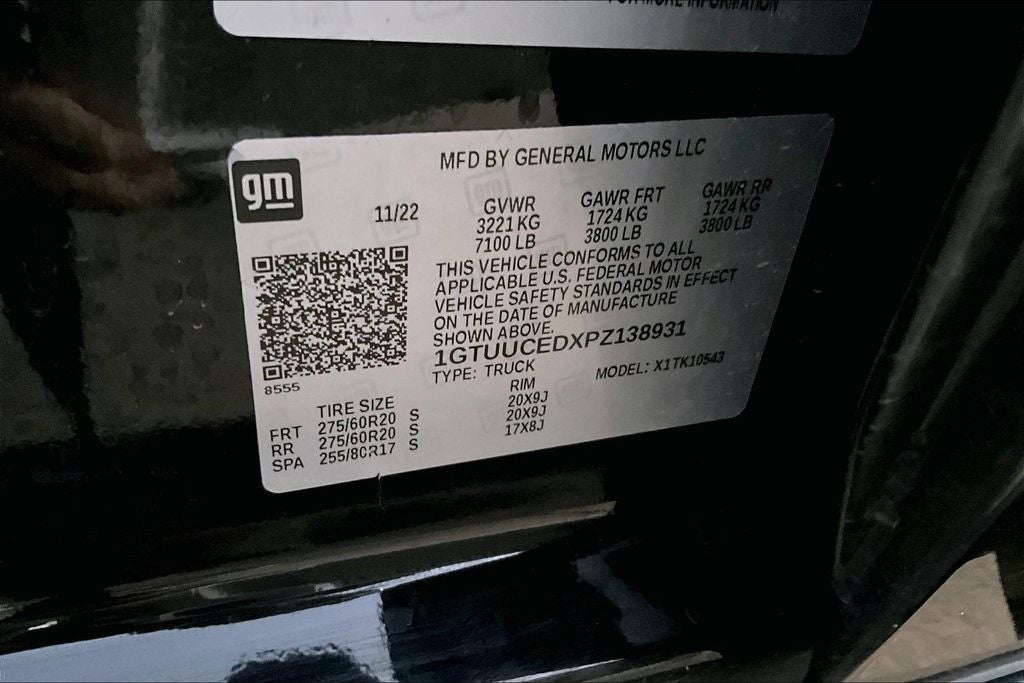 FOR MORE INFORMATION
gm
MFD BY GENERAL MOTORS LLC
11/22
GVWR GAWR FRT GAWR RR
3221 KG 1724 KG 1724 KG
7100 LB 3800 LB 3800 LB
THIS VEHICLE CONFORMS TO ALL
APPLICABLE U.S. FEDERAL MOTOR
VEHICLE SAFETY STANDARDS IN EFFECT
ON THE DATE OF MANUFACTURE
SHOWN ABOVE.
1GTUUCEDXPZ138931
TYPE: TRUCK MODEL: X1TK10543
8555
TIRE SIZE RIM
FRT 275/60R20 S 20X9J
RR 275/60R20 S 20X9J
SPA 255/80R17 S 17X8J